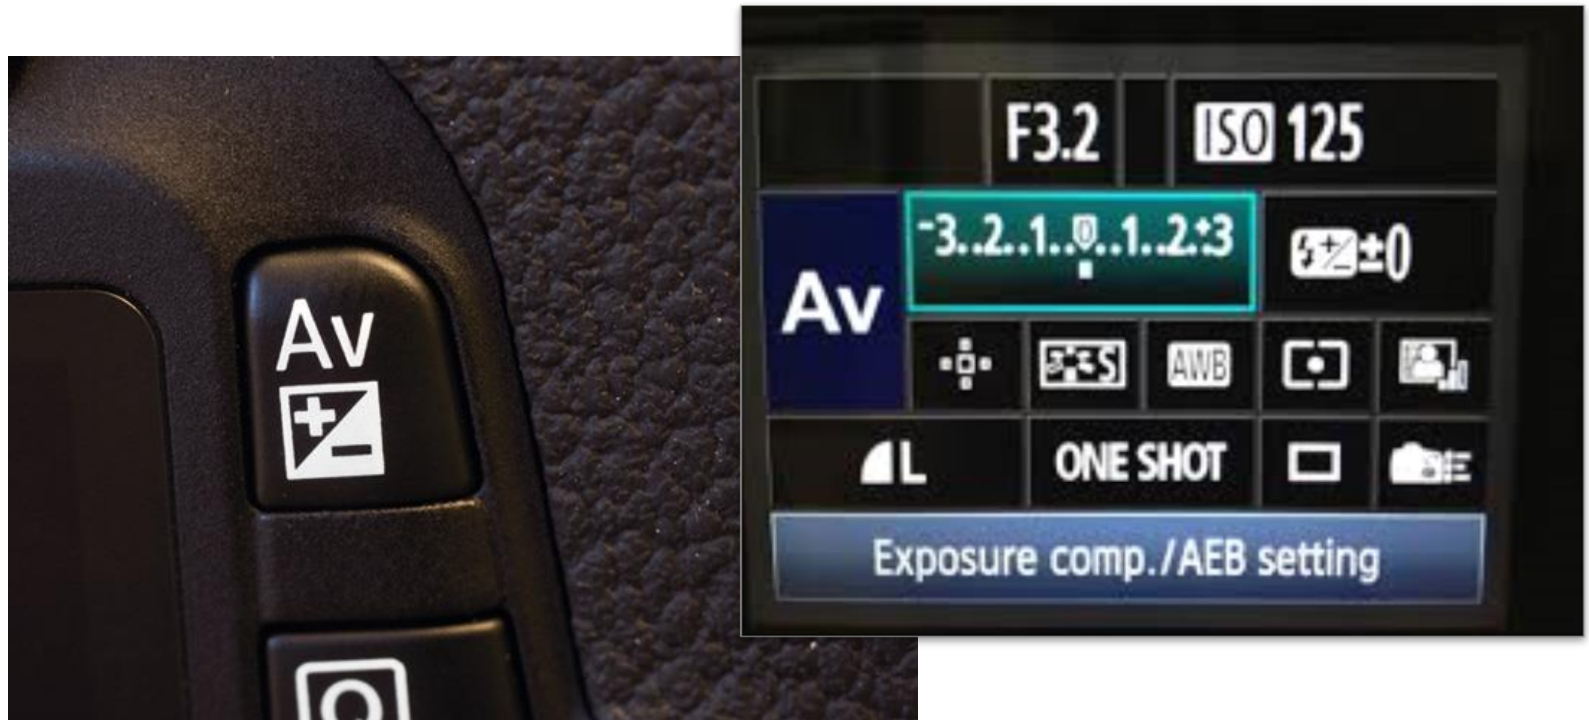 Av
Q
F3.2
ISO 125
Av
-3..2..1..0..1..2.+3
±0
S
AWB
L
ONE SHOT
Exposure comp./AEB setting